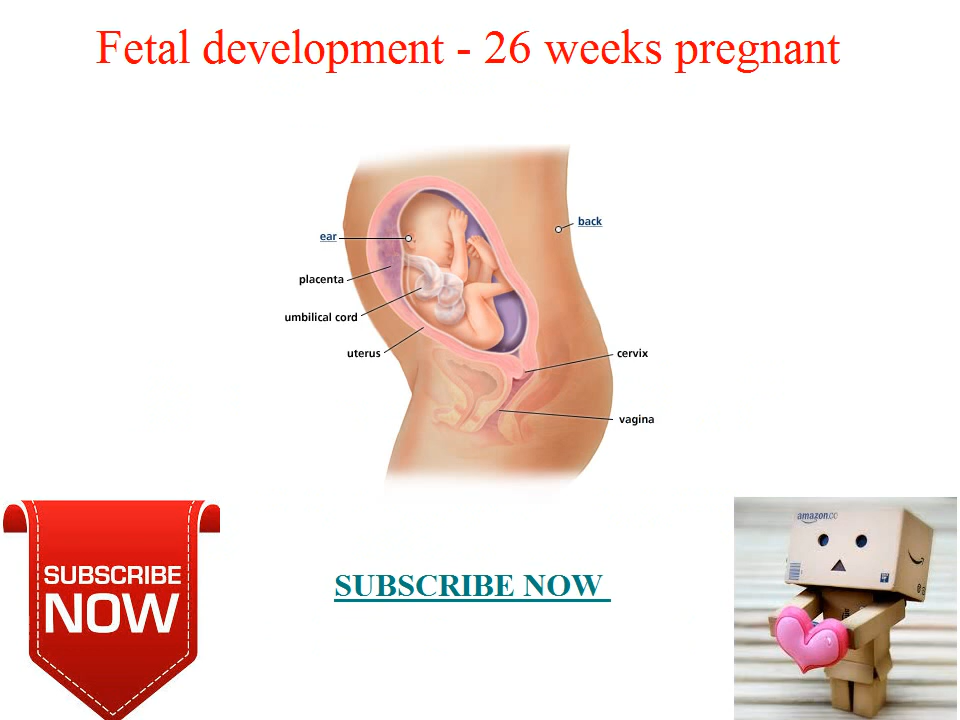 Fetal development - 26 weeks pregnant
ear
back
placenta
umbilical cord
uterus
cervix
vagina
SUBSCRIBE
NOW
SUBSCRIBE NOW
amazon.co